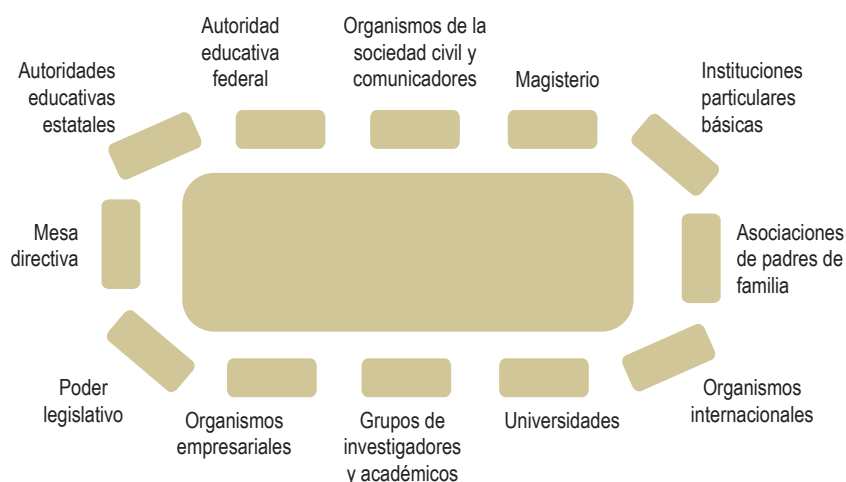 Autoridad
educativa
federal
Organismos de la
sociedad civil y
comunicadores
Magisterio
Instituciones
particulares
básicas
Autoridades
educativas
estatales
Mesa
directiva
Asociaciones
de padres de
familia
Poder
legislativo
Organismos
empresariales
Grupos de
investigadores
y académicos
Universidades
Organismos
internacionales